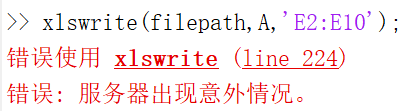 >> xlswrite(filepath,A,'E2:E10');
错误使用 xlswrite (line 224)
错误: 服务器出现意外情况。